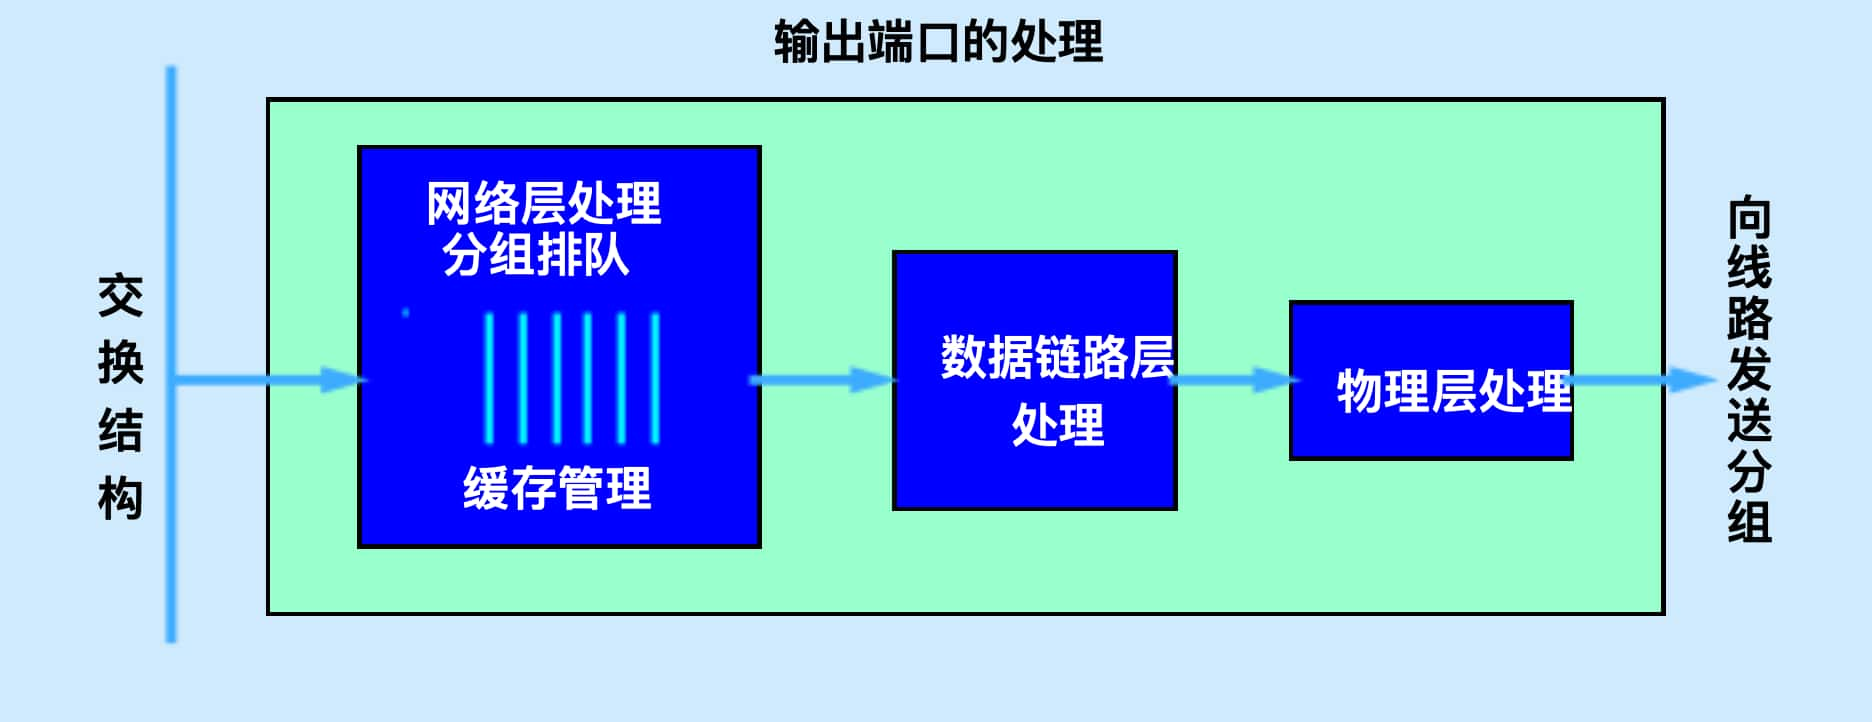 输出端口的处理
交换结构
网络层处理
分组排队
缓存管理
数据链路层
处理
物理层处理
向线路发送分组